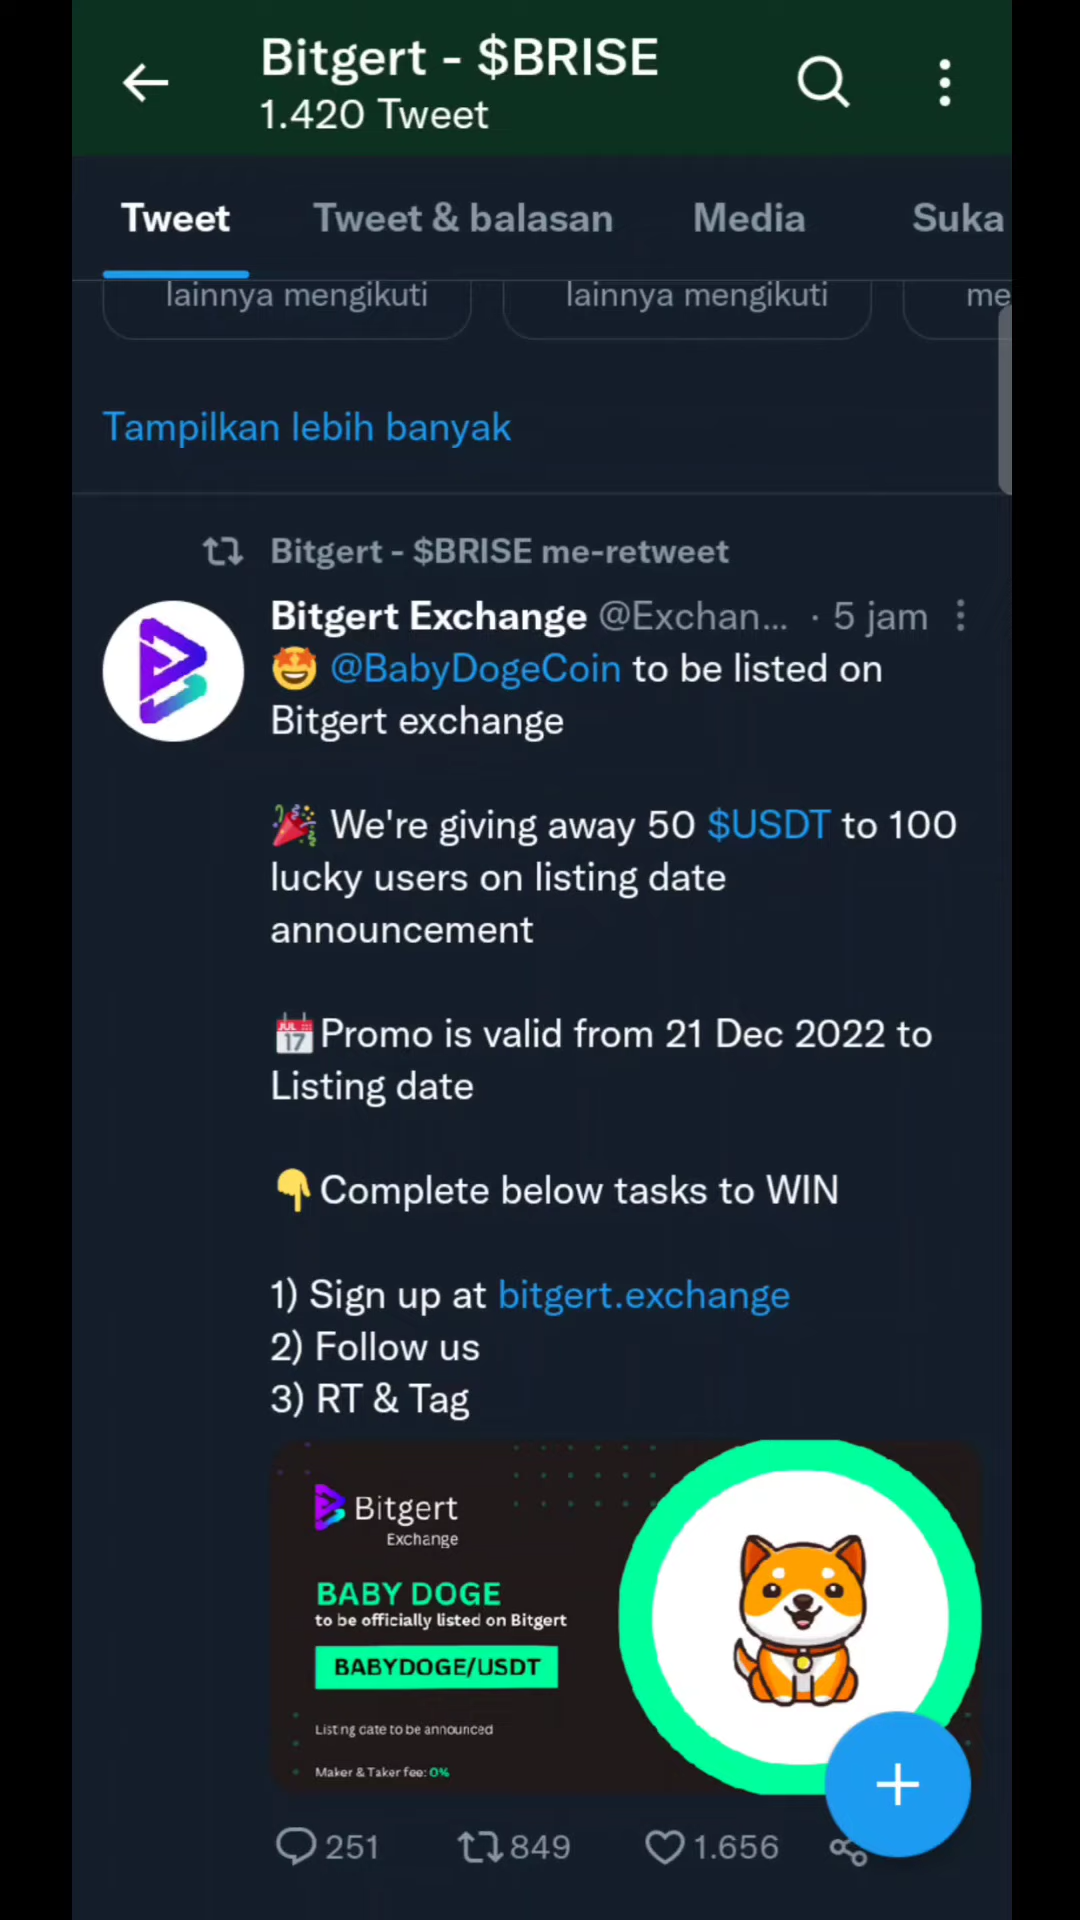 Bitgert - $BRISE
1.420 Tweet
Tweet
Tweet & balasan
Media
Suka
lainnya mengikuti
lainnya mengikuti
me
Tampilkan lebih banyak
Bitgert - $BRISE me-retweet
Bitgert Exchange @Exchan... · 5 jam
🤩 @BabyDogeCoin to be listed on
Bitgert exchange
🎉 We're giving away 50 $USDT to 100
lucky users on listing date
announcement
📅Promo is valid from 21 Dec 2022 to
Listing date
👇Complete below tasks to WIN
1) Sign up at bitgert.exchange
2) Follow us
3) RT & Tag
Bitgert
Exchange
BABY DOGE
to be officially listed on Bitgert
BABYDOGE/USDT
Listing date to be announced
Maker & Taker fee: 0%
251
849
1.656